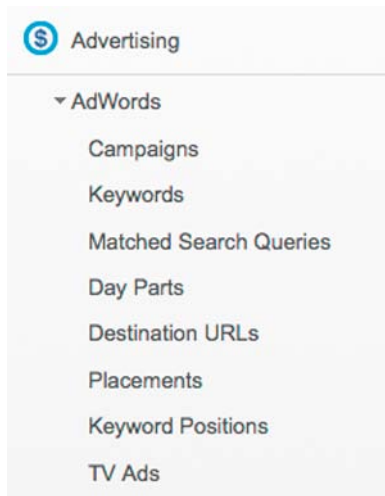 Advertising
AdWords
Campaigns
Keywords
Matched Search Queries
Day Parts
Destination URLs
Placements
Keyword Positions
TV Ads